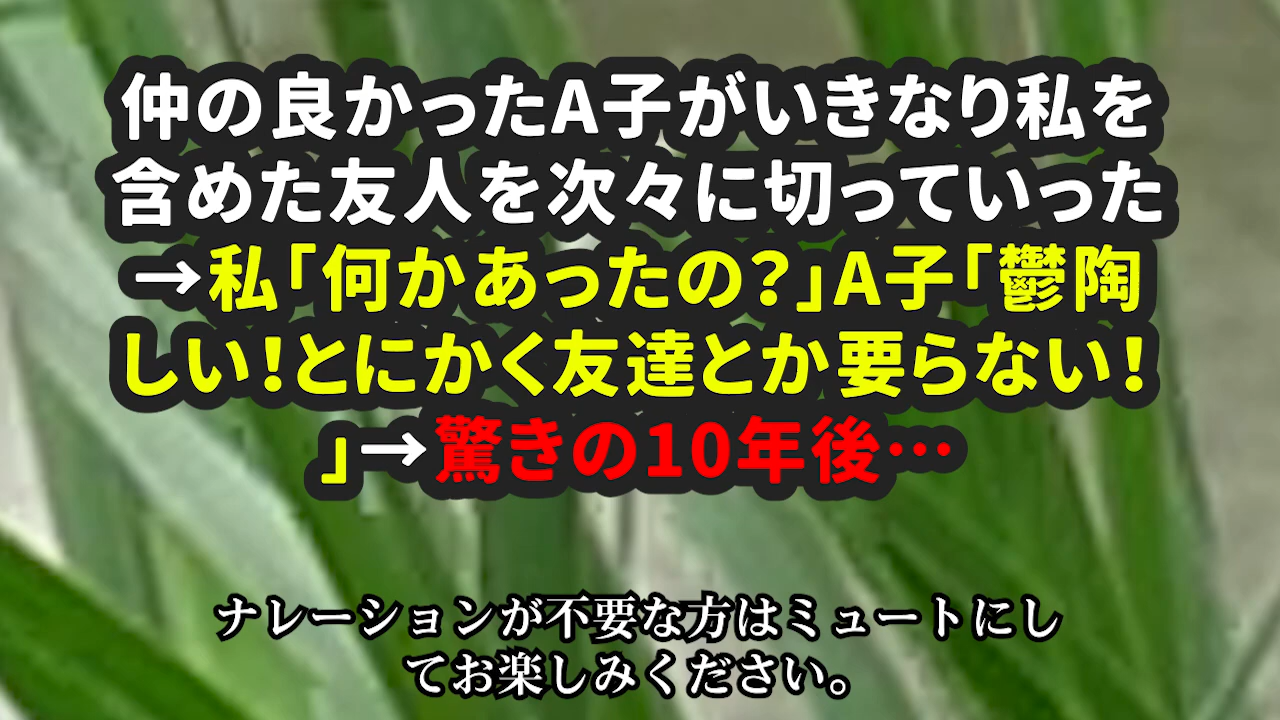 仲の良かったA子がいきなり私を
含めた友人を次々に切っていった
→私「何かあったの？」A子「鬱陶
しい！とにかく友達とか要らない！
」→驚きの10年後…
ナレーションが不要な方はミュートにし
てお楽しみください。